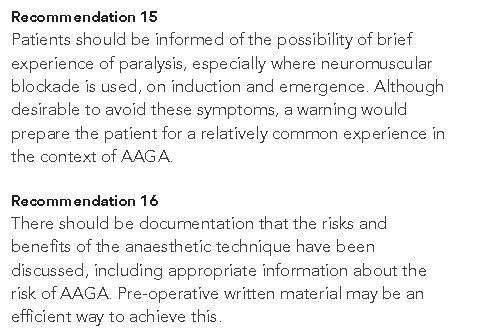 Recommendation 15
Patients should be informed of the possibility of brief
experience of paralysis, especially where neuromuscular
blockade is used, on induction and emergence. Although
desirable to avoid these symptoms, a warning would
prepare the patient for a relatively common experience in
the context of AAGA.
Recommendation 16
There should be documentation that the risks and
benefits of the anaesthetic technique have been
discussed, including appropriate information about the
risk of AAGA. Pre-operative written material may be an
efficient way to achieve this.